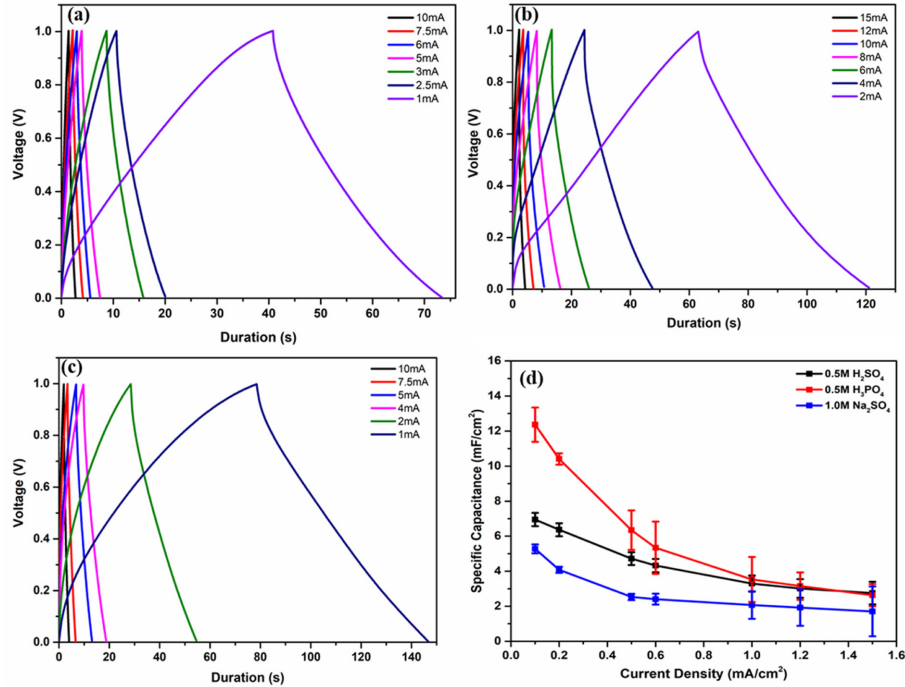 (a)
10mA
7.5mA
6mA
5mA
3mA
2.5mA
1mA
Voltage (V)
1.0
0.8
0.6
0.4
0.2
0.0
0 10 20 30 40 50 60 70
Duration (s)
(b)
15mA
12mA
10mA
8mA
6mA
4mA
2mA
Voltage (V)
1.0
0.8
0.6
0.4
0.2
0.0
0 20 40 60 80 100 120
Duration (s)
(c)
10mA
7.5mA
5mA
4mA
2mA
1mA
Voltage (V)
1.0
0.8
0.6
0.4
0.2
0.0
0 20 40 60 80 100 120 140
Duration (s)
(d)
0.5M H₂SO₄
0.5M H₃PO₄
1.0M Na₂SO₄
Specific Capacitance (mF/cm²)
16
14
12
10
8
6
4
2
0
0.0 0.2 0.4 0.6 0.8 1.0 1.2 1.4 1.6
Current Density (mA/cm²)